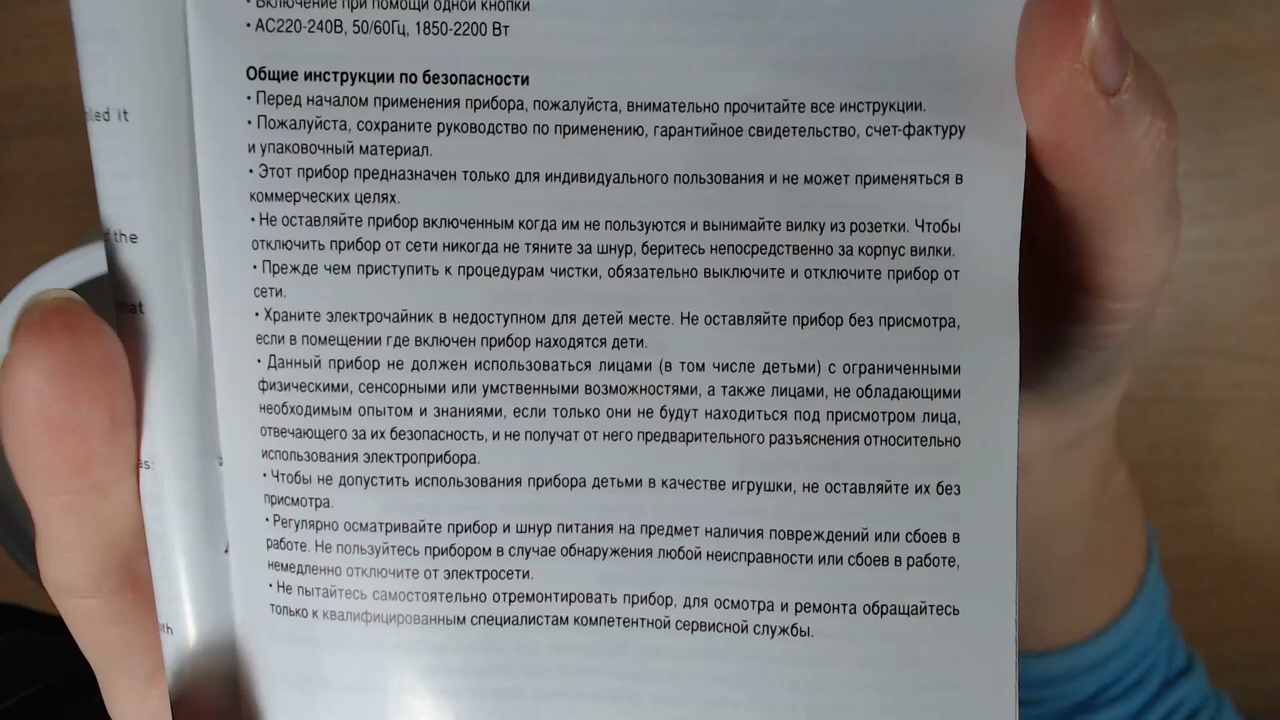 • Включение при помощи одной кнопки
• АС220-240В, 50/60Гц, 1850-2200 Вт
Общие инструкции по безопасности
• Перед началом применения прибора, пожалуйста, внимательно прочитайте все инструкции.
• Пожалуйста, сохраните руководство по применению, гарантийное свидетельство, счет-фактуру
и упаковочный материал.
• Этот прибор предназначен только для индивидуального пользования и не может применяться в
коммерческих целях.
• Не оставляйте прибор включенным когда им не пользуются и вынимайте вилку из розетки. Чтобы
отключить прибор от сети никогда не тяните за шнур, беритесь непосредственно за корпус вилки.
• Прежде чем приступить к процедурам чистки, обязательно выключите и отключите прибор от
сети.
• Храните электрочайник в недоступном для детей месте. Не оставляйте прибор без присмотра,
если в помещении где включен прибор находятся дети.
• Данный прибор не должен использоваться лицами (в том числе детьми) с ограниченными
физическими, сенсорными или умственными возможностями, а также лицами, не обладающими
необходимым опытом и знаниями, если только они не будут находиться под присмотром лица,
отвечающего за их безопасность, и не получат от него предварительного разъяснения относительно
использования электроприбора.
• Чтобы не допустить использования прибора детьми в качестве игрушки, не оставляйте их без
присмотра.
• Регулярно осматривайте прибор и шнур питания на предмет наличия повреждений или сбоев в
работе. Не пользуйтесь прибором в случае обнаружения любой неисправности или сбоев в работе,
немедленно отключите от электросети.
• Не пытайтесь самостоятельно отремонтировать прибор, для осмотра и ремонта обращайтесь
только к квалифицированным специалистам компетентной сервисной службы.
it
the